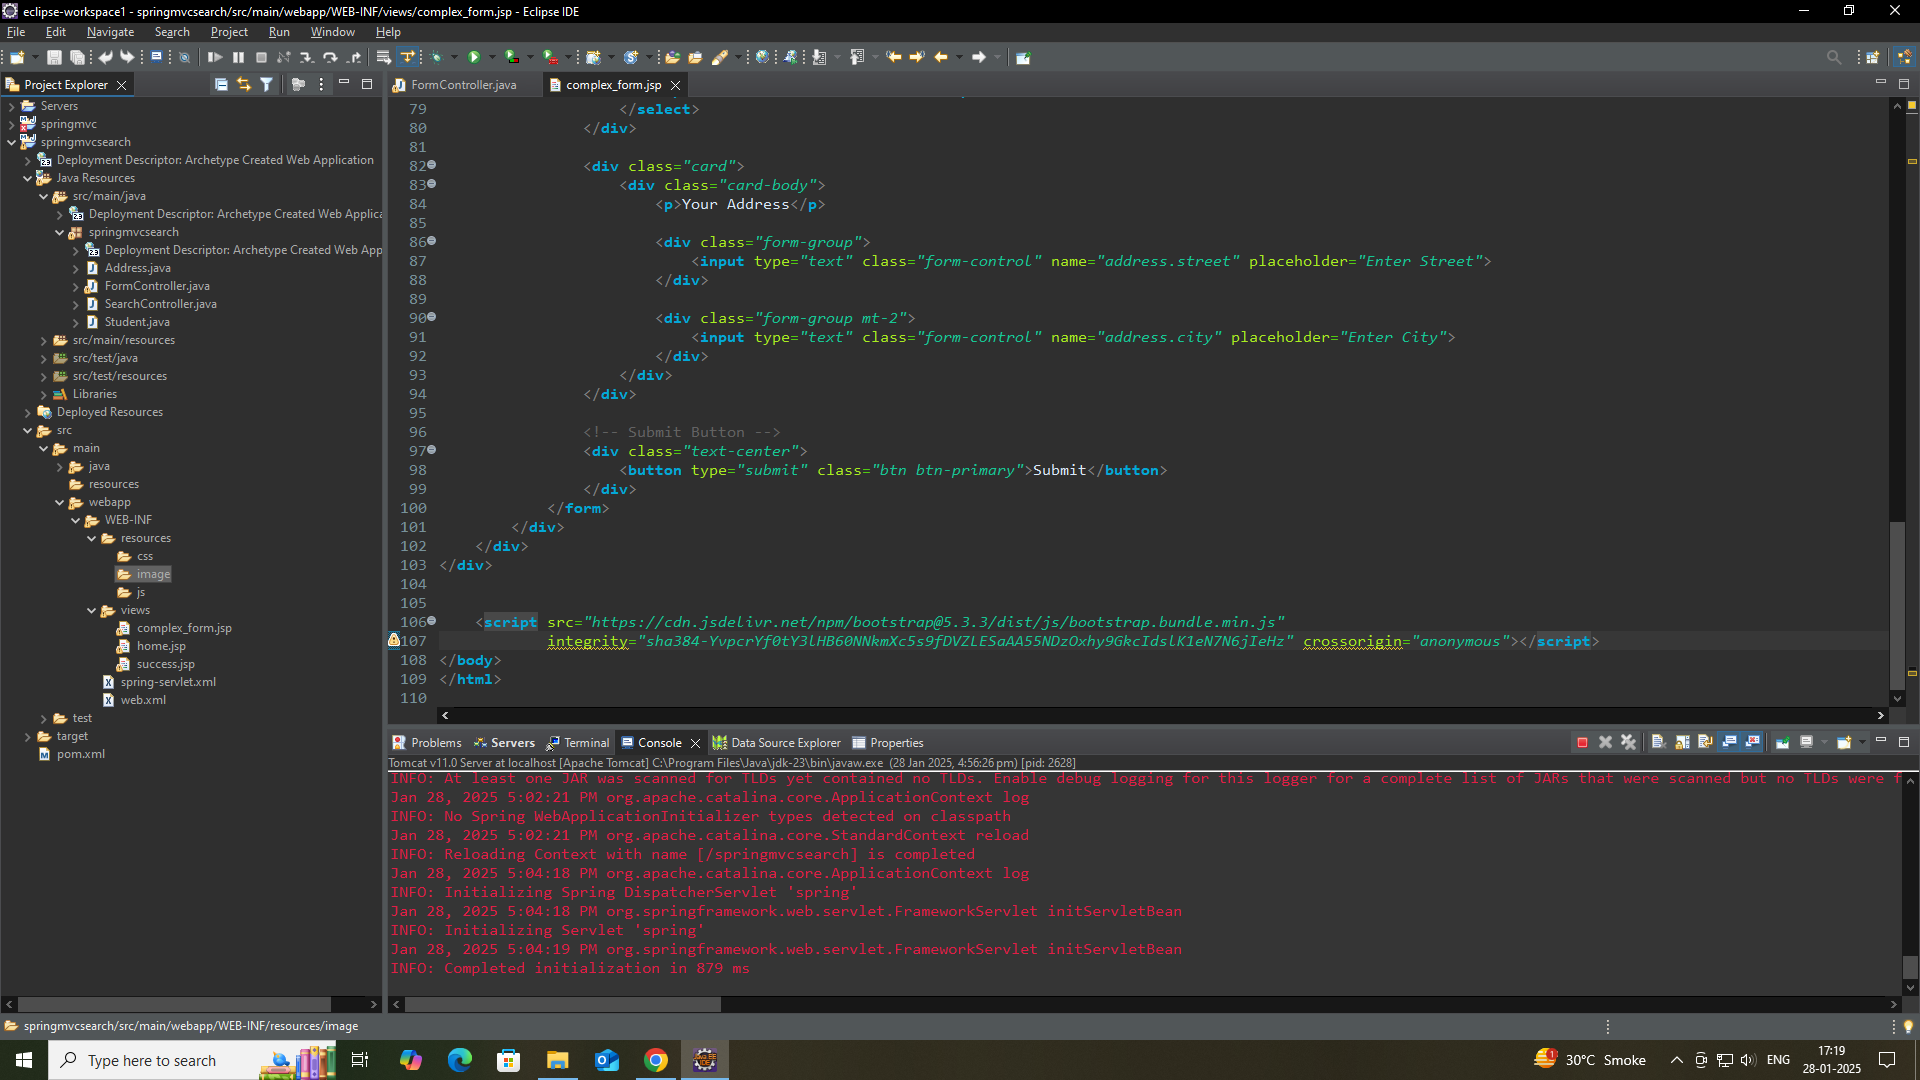 eclipse-workspace1 - springmvcsearch/src/main/webapp/WEB-INF/views/complex_form.jsp - Eclipse IDE
File Edit Navigate Search Project Run Window Help
Project Explorer
Servers
springmvc
springmvcsearch
Deployment Descriptor: Archetype Created Web Application
Java Resources
src/main/java
Deployment Descriptor: Archetype Created Web Applica
springmvcsearch
Deployment Descriptor: Archetype Created Web App
Address.java
FormController.java
SearchController.java
Student.java
src/main/resources
src/test/java
src/test/resources
Libraries
Deployed Resources
src
main
java
resources
webapp
WEB-INF
resources
css
image
js
views
complex_form.jsp
home.jsp
success.jsp
spring-servlet.xml
web.xml
test
target
pom.xml
FormController.java complex_form.jsp
79 </select>
80 </div>
81
82 <div class="card">
83 <div class="card-body">
84 <p>Your Address</p>
85
86 <div class="form-group">
87 <input type="text" class="form-control" name="address.street" placeholder="Enter Street">
88 </div>
89
90 <div class="form-group mt-2">
91 <input type="text" class="form-control" name="address.city" placeholder="Enter City">
92 </div>
93 </div>
94 </div>
95
96 <!-- Submit Button -->
97 <div class="text-center">
98 <button type="submit" class="btn btn-primary">Submit</button>
99 </div>
100 </form>
101 </div>
102 </div>
103 </div>
104
105
106 <script src="https://cdn.jsdelivr.net/npm/bootstrap@5.3.3/dist/js/bootstrap.bundle.min.js"
107 integrity="sha384-YvpcrYf0tY3lHB60NNkmXc5s9fDVZLESaAA55NDzOxhy9GkcIdslK1eN7N6jIeHz" crossorigin="anonymous"></script>
108 </body>
109 </html>
110
Problems Servers Terminal Console Data Source Explorer Properties
Tomcat v11.0 Server at localhost [Apache Tomcat] C:\Program Files\Java\jdk-23\bin\javaw.exe (28 Jan 2025, 4:56:26 pm) [pid: 2628]
INFO: At least one JAR was scanned for TLDs yet contained no TLDs. Enable debug logging for this logger for a complete list of JARs that were scanned but no TLDs were f
Jan 28, 2025 5:02:21 PM org.apache.catalina.core.ApplicationContext log
INFO: No Spring WebApplicationInitializer types detected on classpath
Jan 28, 2025 5:02:21 PM org.apache.catalina.core.StandardContext reload
INFO: Reloading Context with name [/springmvcsearch] is completed
Jan 28, 2025 5:04:18 PM org.apache.catalina.core.ApplicationContext log
INFO: Initializing Spring DispatcherServlet 'spring'
Jan 28, 2025 5:04:18 PM org.springframework.web.servlet.FrameworkServlet initServletBean
INFO: Initializing Servlet 'spring'
Jan 28, 2025 5:04:19 PM org.springframework.web.servlet.FrameworkServlet initServletBean
INFO: Completed initialization in 879 ms
springmvcsearch/src/main/webapp/WEB-INF/resources/image
Type here to search
1
30°C Smoke
ENG
17:19
28-01-2025